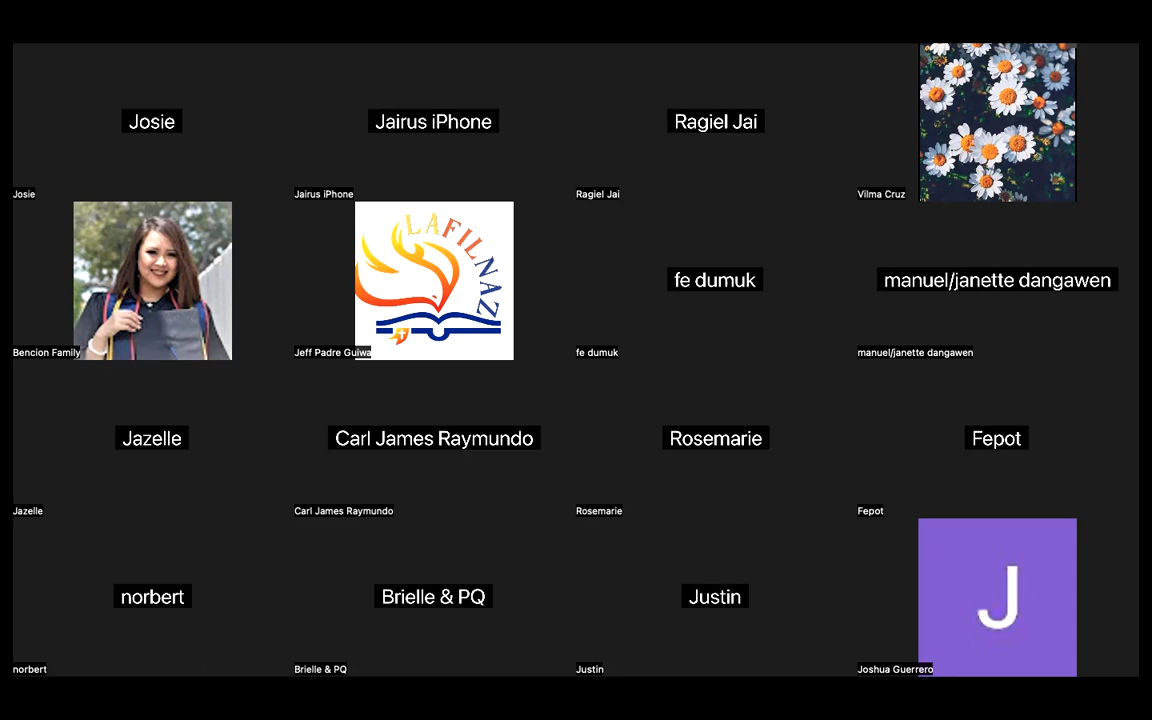 Josie
Josie
Jairus iPhone
Jairus iPhone
Ragiel Jai
Ragiel Jai
Vilma Cruz
Bencion Family
LAFILNAZ
Jeff Padre Guiwa
fe dumuk
fe dumuk
manuel/janette dangawen
manuel/janette dangawen
Jazelle
Jazelle
Carl James Raymundo
Carl James Raymundo
Rosemarie
Rosemarie
Fepot
Fepot
norbert
norbert
Brielle & PQ
Brielle & PQ
Justin
Justin
J
Joshua Guerrero